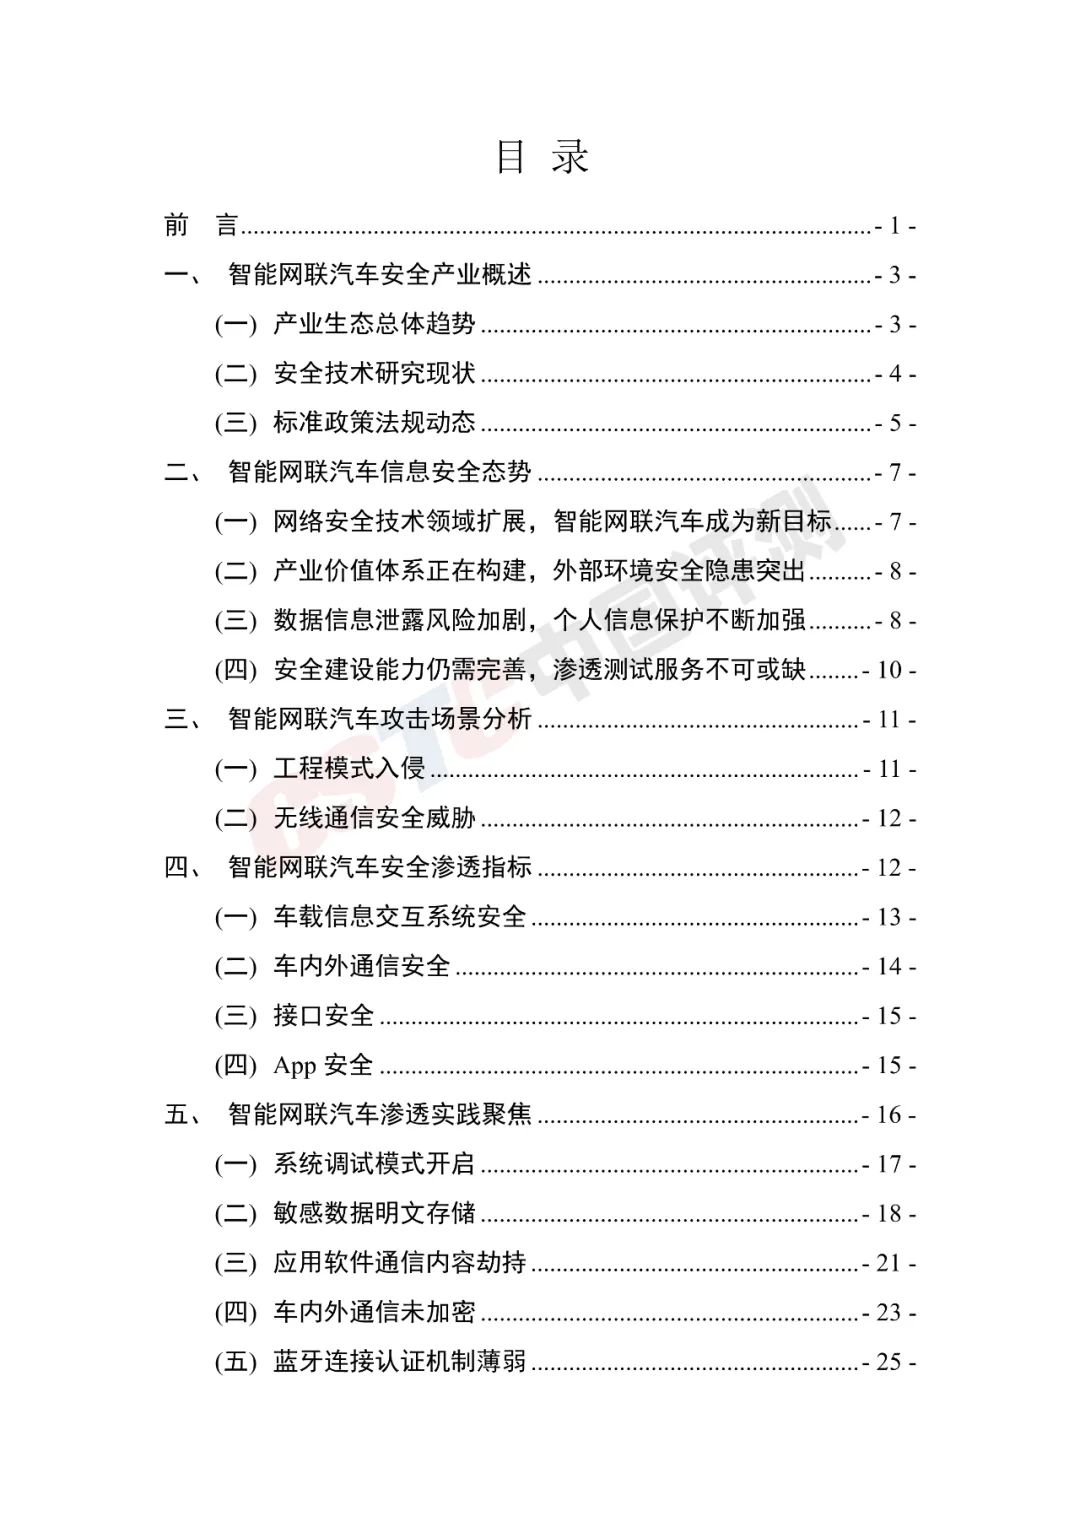 目 录
前 言........................................................................................................- 1 -
一、 智能网联汽车安全产业概述......................................................- 3 -
(一) 产业生态总体趋势...............................................................- 3 -
(二) 安全技术研究现状...............................................................- 4 -
(三) 标准政策法规动态...............................................................- 5 -
二、 智能网联汽车信息安全态势......................................................- 7 -
(一) 网络安全技术领域扩展，智能网联汽车成为新目标......- 7 -
(二) 产业价值体系正在构建，外部环境安全隐患突出..........- 8 -
(三) 数据信息泄露风险加剧，个人信息保护不断加强..........- 8 -
(四) 安全建设能力仍需完善，渗透测试服务不可或缺........- 10 -
三、 智能网联汽车攻击场景分析....................................................- 11 -
(一) 工程模式入侵.....................................................................- 11 -
(二) 无线通信安全威胁.............................................................- 12 -
四、 智能网联汽车安全渗透指标....................................................- 12 -
(一) 车载信息交互系统安全.....................................................- 13 -
(二) 车内外通信安全.................................................................- 14 -
(三) 接口安全.............................................................................- 15 -
(四) App 安全.............................................................................- 15 -
五、 智能网联汽车渗透实践聚焦....................................................- 16 -
(一) 系统调试模式开启.............................................................- 17 -
(二) 敏感数据明文存储.............................................................- 18 -
(三) 应用软件通信内容劫持.....................................................- 21 -
(四) 车内外通信未加密.............................................................- 23 -
(五) 蓝牙连接认证机制薄弱.....................................................- 25 -
CSTC中国评测